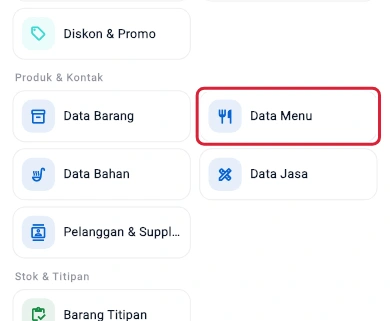 Diskon & Promo
Produk & Kontak
Data Barang
Data Menu
Data Bahan
Data Jasa
Pelanggan & Suppl...
Stok & Titipan
Barang Titipan